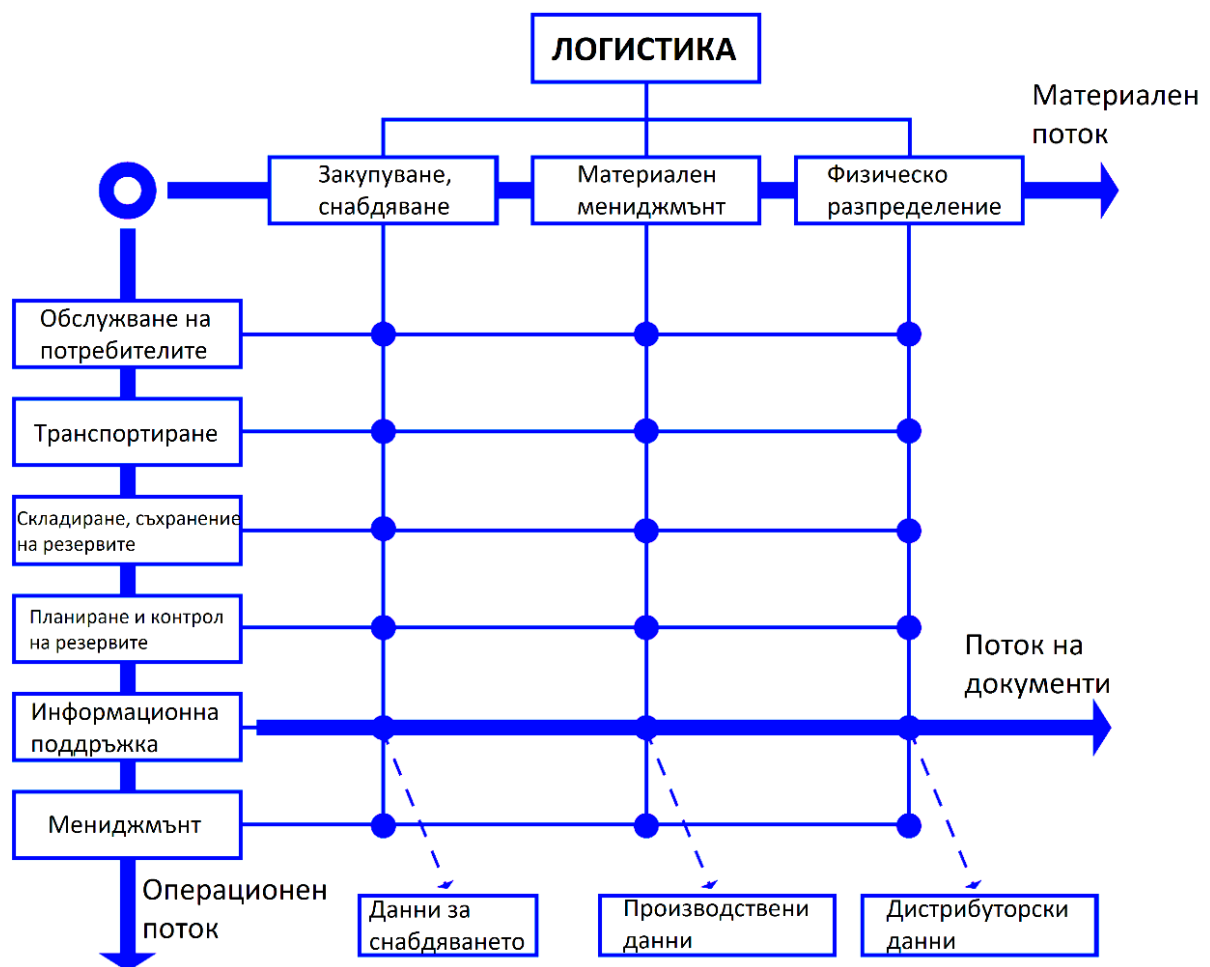 ЛОГИСТИКА
Материален
поток
Закупуване,
снабдяване
Материален
мениджмънт
Физическо
разпределение
Обслужване на
потребителите
Транспортиране
Складиране, съхранение
на резервите
Планиране и контрол
на резервите
Поток на
документи
Информационна
поддръжка
Мениджмънт
Операционен
поток
Данни за
снабдяването
Производствени
данни
Дистрибуторски
данни